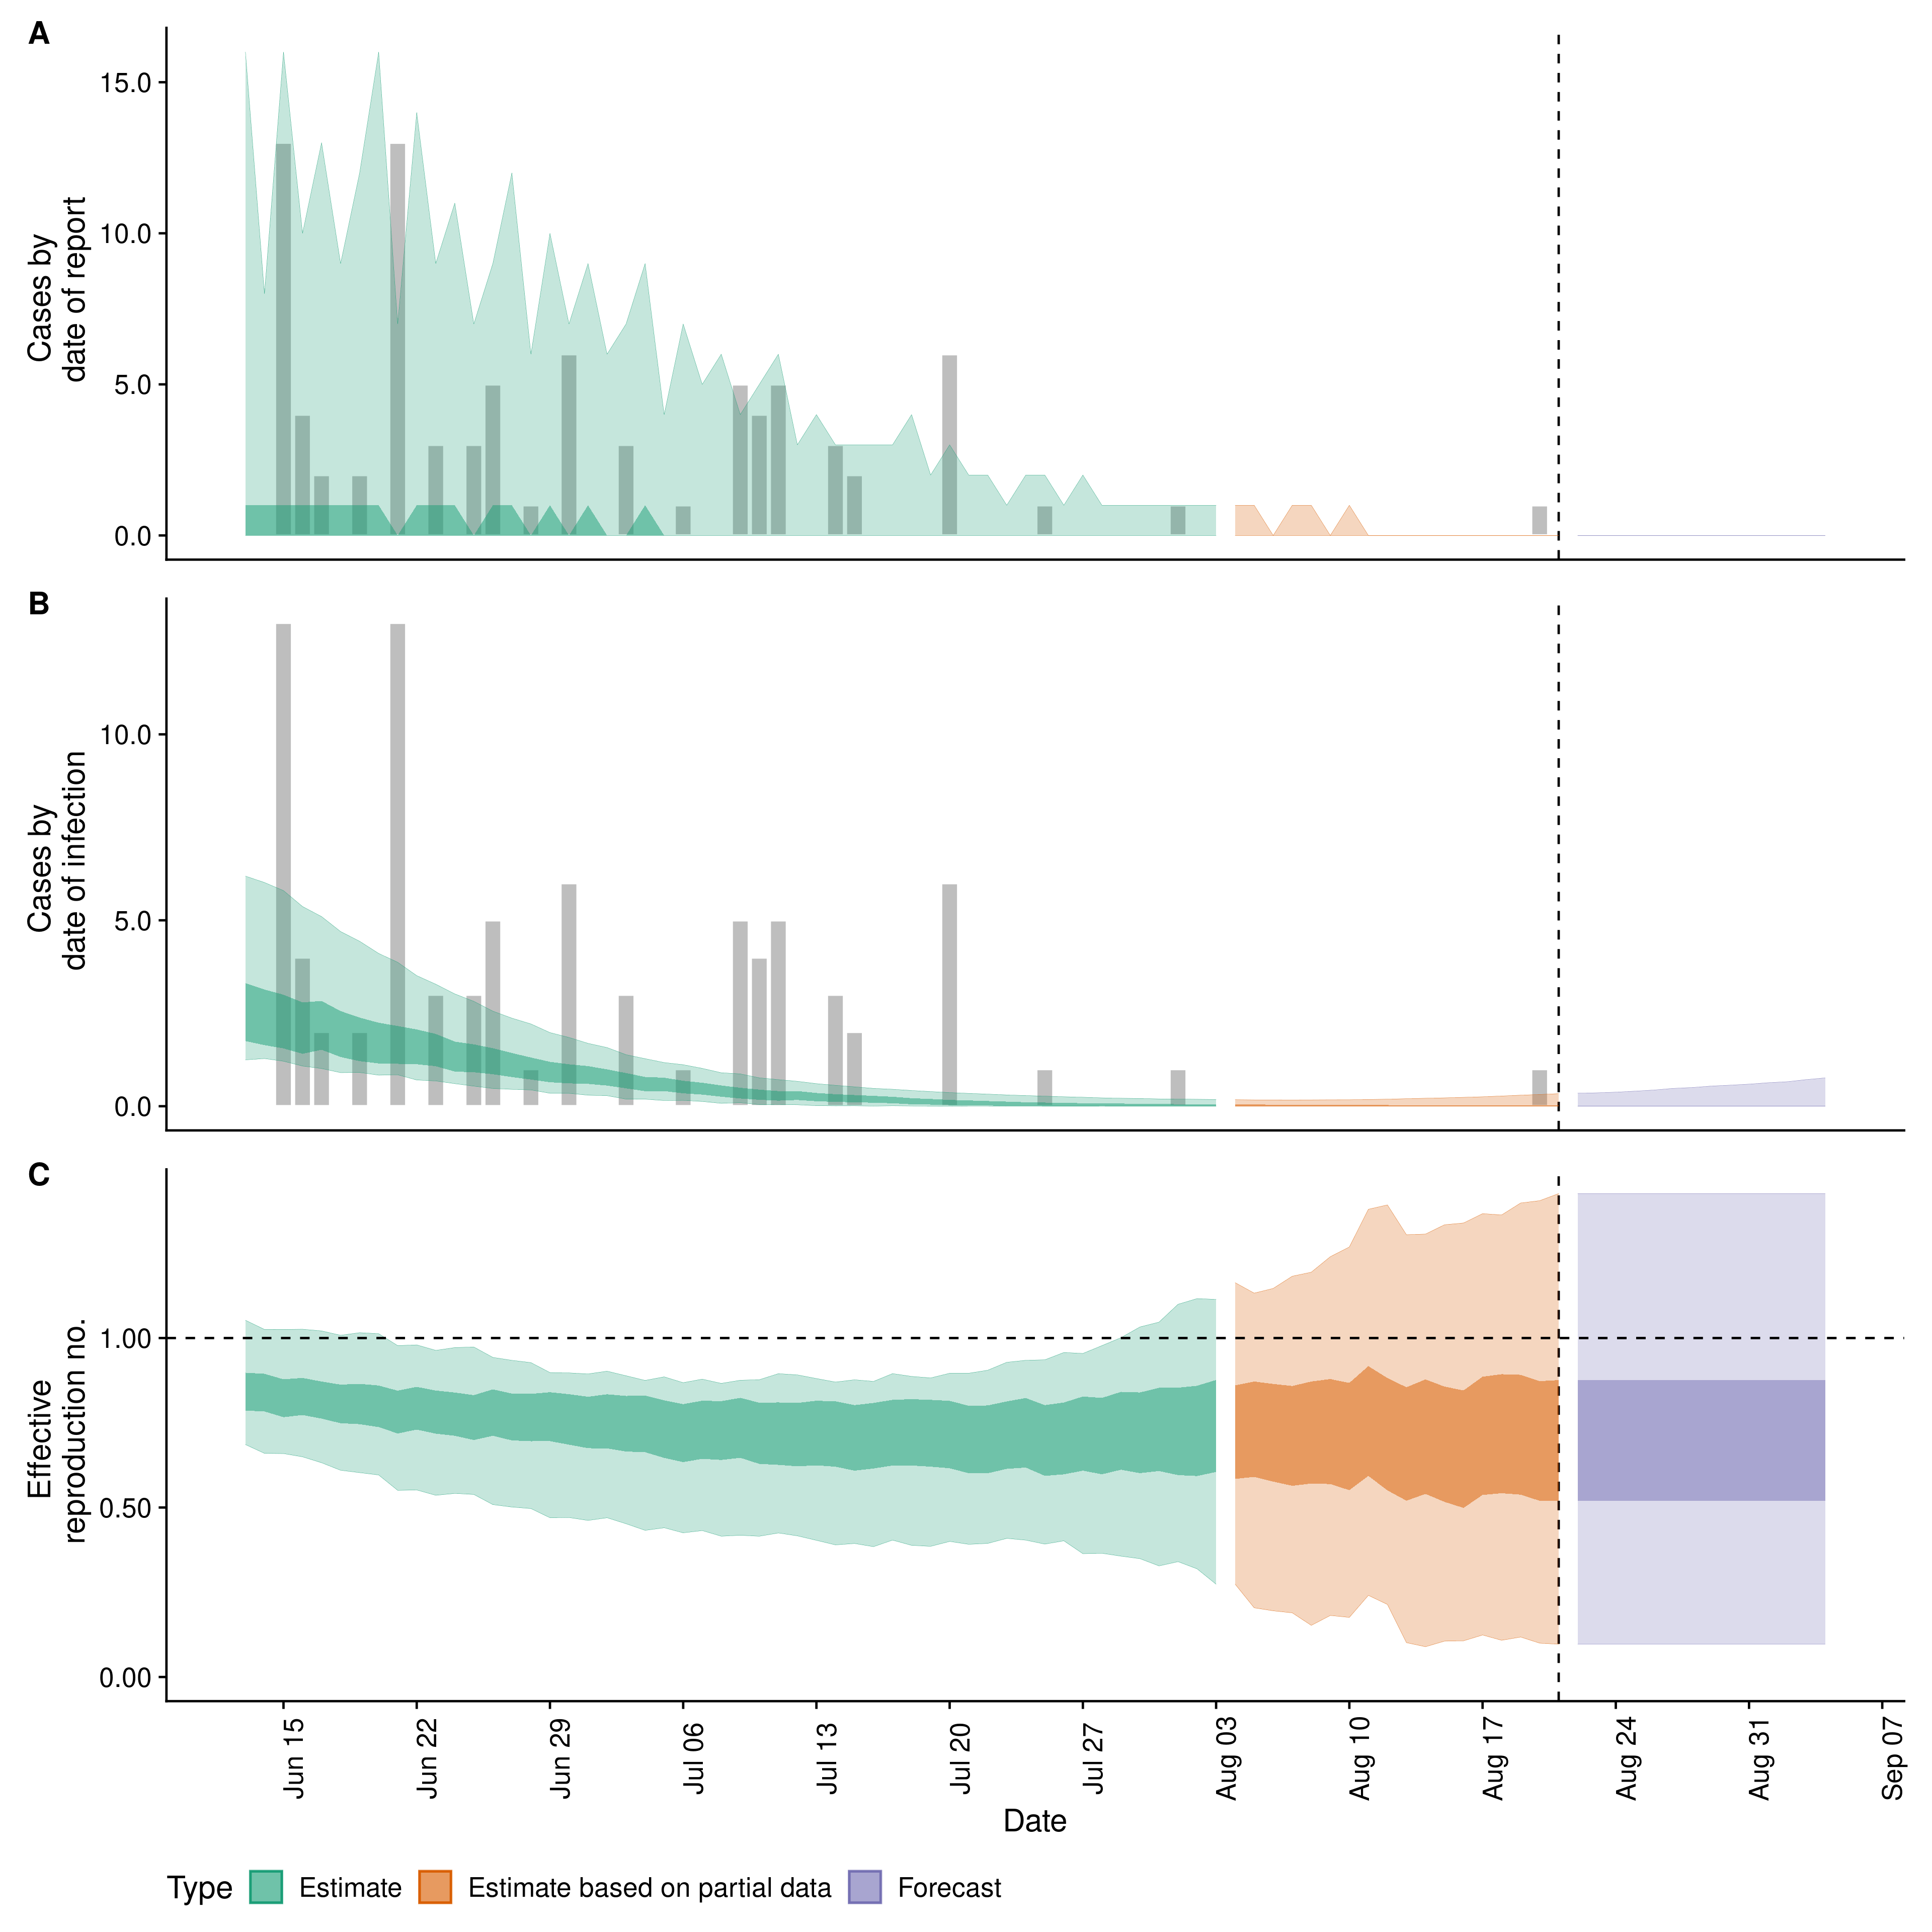 A
Cases by
date of report
15.0
10.0
5.0
0.0
B
Cases by
date of infection
10.0
5.0
0.0
C
Effective
reproduction no.
1.00
0.50
0.00
Jun 15
Jun 22
Jun 29
Jul 06
Jul 13
Jul 20
Jul 27
Aug 03
Aug 10
Aug 17
Aug 24
Aug 31
Sep 07
Date
Type Estimate Estimate based on partial data Forecast